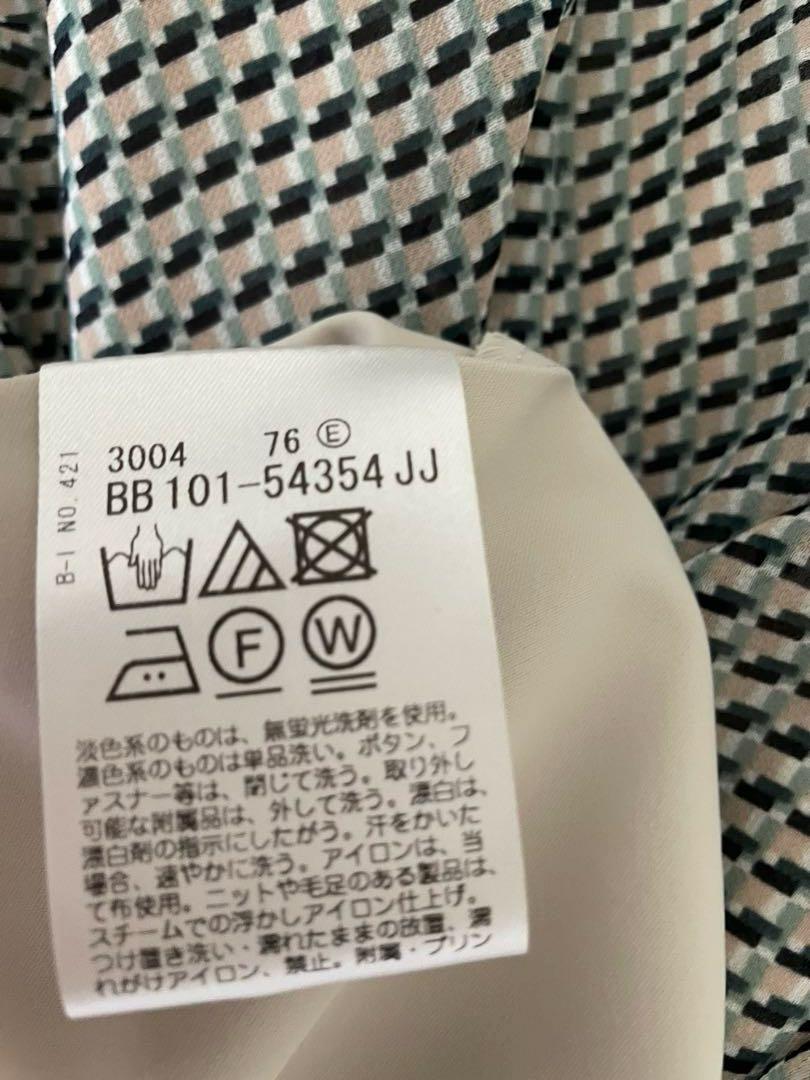 3004 76 Ⓔ
BB 101-54354 JJ
B-I NO. 421
F
W
淡色系のものは、無蛍光洗剤を使用。
濃色系のものは単品洗い。ボタン、フ
ァスナー等は、閉じて洗う。取り外し
可能な附属品は、外して洗う。漂白は、
漂白剤の指示にしたがう。汗をかいた
場合、速やかに洗う。アイロンは、当
て布使用。ニットや毛足のある製品は、
スチームでの浮かしアイロン仕上げ。
つけ置き洗い・濡れたままの放置、濡
れがけアイロン、禁止。附属・プリン